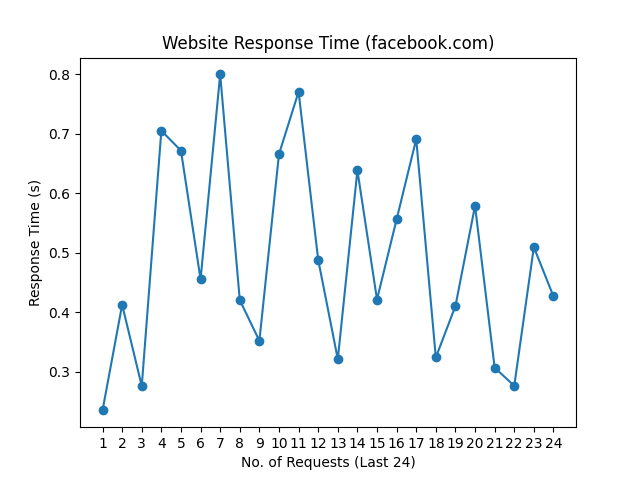 Website Response Time (facebook.com)
Response Time (s)
0.8
0.7
0.6
0.5
0.4
0.3
1 2 3 4 5 6 7 8 9 10 11 12 13 14 15 16 17 18 19 20 21 22 23 24
No. of Requests (Last 24)